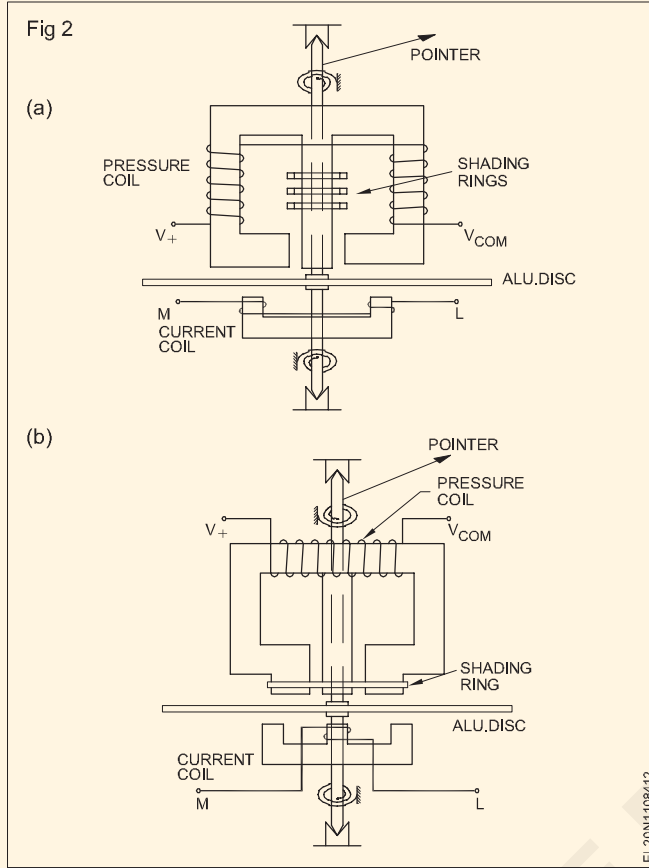 Fig 2
POINTER
(a)
PRESSURE
COIL
SHADING
RINGS
V+
VCOM
ALU.DISC
M
L
CURRENT
COIL
(b)
POINTER
PRESSURE
COIL
V+
VCOM
SHADING
RING
ALU.DISC
CURRENT
COIL
M
L
EL20N1108412